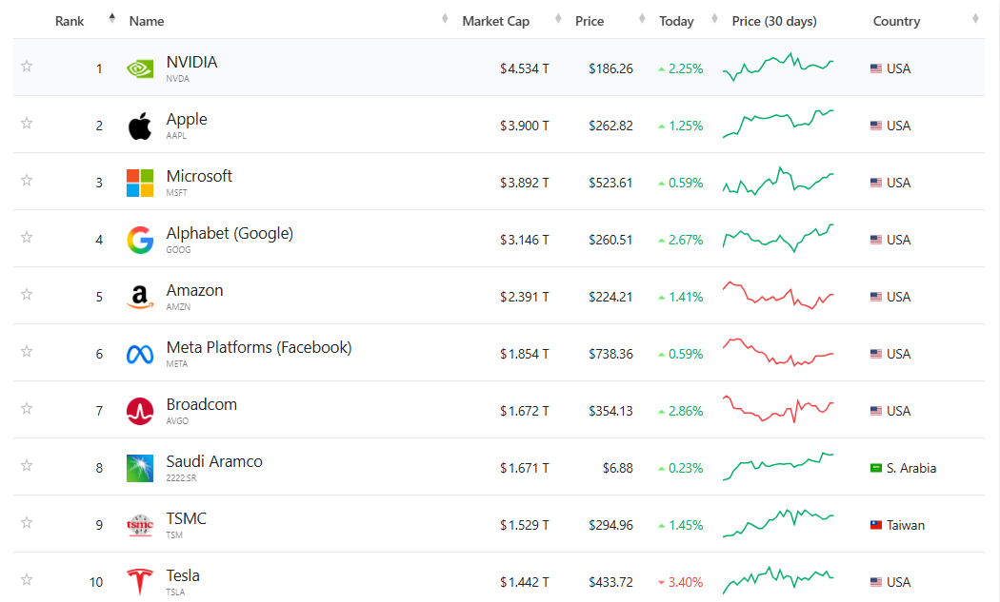 Rank Name Market Cap Price Today Price (30 days) Country
1 NVIDIA $4.534 T $186.26 2.25% USA
NVDA
2 Apple $3.900 T $262.82 1.25% USA
AAPL
3 Microsoft $3.892 T $523.61 0.59% USA
MSFT
4 Alphabet (Google) $3.146 T $260.51 2.67% USA
GOOG
5 a Amazon $2.391 T $224.21 1.41% USA
AMZN
6 Meta Platforms (Facebook) $1.854 T $738.36 0.59% USA
META
7 Broadcom $1.672 T $354.13 2.86% USA
AVGO
8 Saudi Aramco $1.671 T $6.88 0.23% S. Arabia
2222.SR
9 tsmc TSMC $1.529 T $294.96 1.45% Taiwan
TSM
10 Tesla $1.442 T $433.72 3.40% USA
TSLA